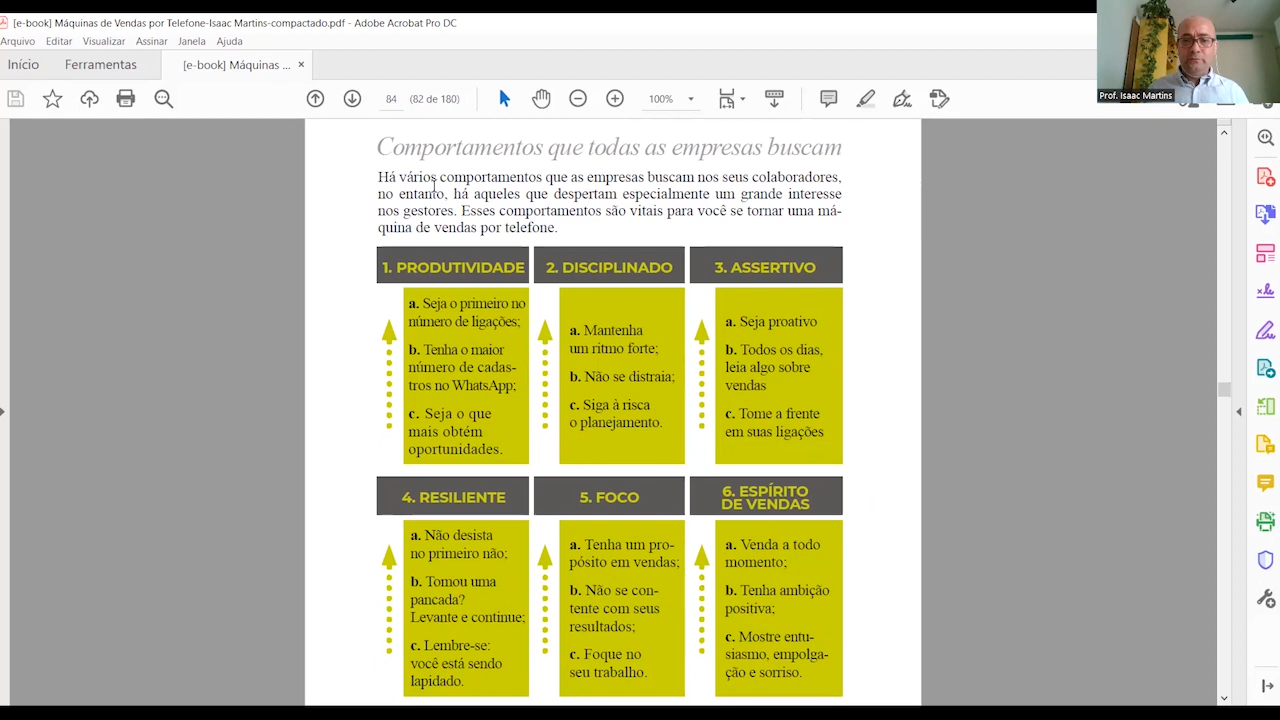 [e-book] Máquinas de Vendas por Telefone-Isaac Martins-compactado.pdf - Adobe Acrobat Pro DC
Arquivo Editar Visualizar Assinar Janela Ajuda
Início Ferramentas [e-book] Máquinas ... ×
84 (82 de 180) 100%
Prof. Isaac Martins
Comportamentos que todas as empresas buscam
Há vários comportamentos que as empresas buscam nos seus colaboradores,
no entanto, há aqueles que despertam especialmente um grande interesse
nos gestores. Esses comportamentos são vitais para você se tornar uma má-
quina de vendas por telefone.
1. PRODUTIVIDADE
a. Seja o primeiro no
número de ligações;
b. Tenha o maior
número de cadas-
tros no WhatsApp;
c. Seja o que
mais obtém
oportunidades.
2. DISCIPLINADO
a. Mantenha
um ritmo forte;
b. Não se distraia;
c. Siga à risca
o planejamento.
3. ASSERTIVO
a. Seja proativo
b. Todos os dias,
leia algo sobre
vendas
c. Tome a frente
em suas ligações
4. RESILIENTE
a. Não desista
no primeiro não;
b. Tomou uma
pancada?
Levante e continue;
c. Lembre-se:
você está sendo
lapidado.
5. FOCO
a. Tenha um pro-
pósito em vendas;
b. Não se con-
tente com seus
resultados;
c. Foque no
seu trabalho.
6. ESPÍRITO
DE VENDAS
a. Venda a todo
momento;
b. Tenha ambição
positiva;
c. Mostre entu-
siasmo, empolga-
ção e sorriso.